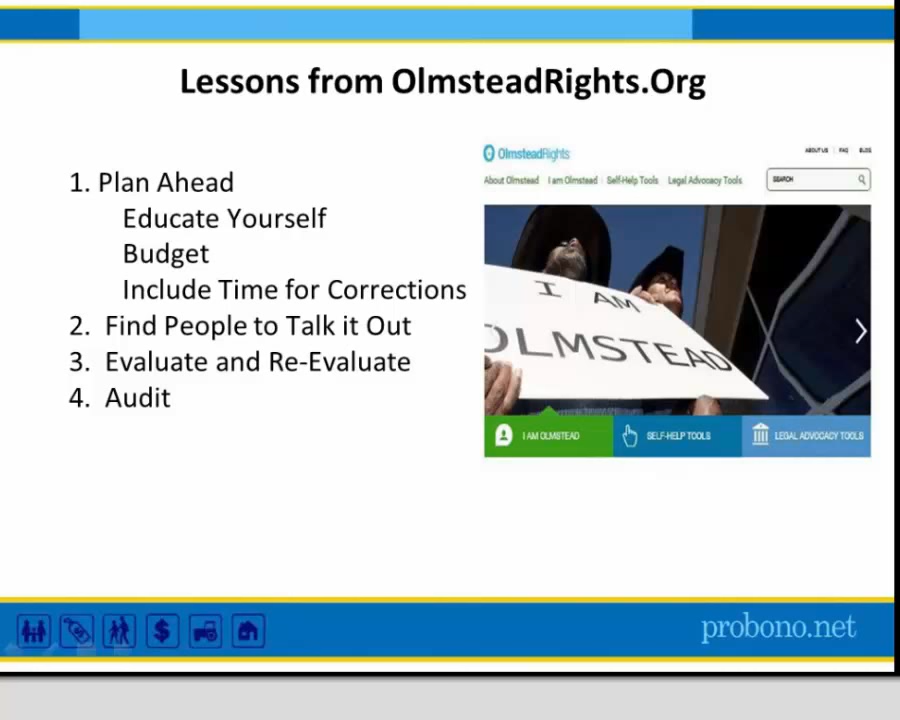 Lessons from OlmsteadRights.Org
1. Plan Ahead
Educate Yourself
Budget
Include Time for Corrections
2. Find People to Talk it Out
3. Evaluate and Re-Evaluate
4. Audit
OlmsteadRights
ABOUT US FAQ BLOG
About Olmstead I am Olmstead Self-Help Tools Legal Advocacy Tools
SEARCH
I AM
OLMSTEAD
I AM OLMSTEAD SELF-HELP TOOLS LEGAL ADVOCACY TOOLS
probono.net